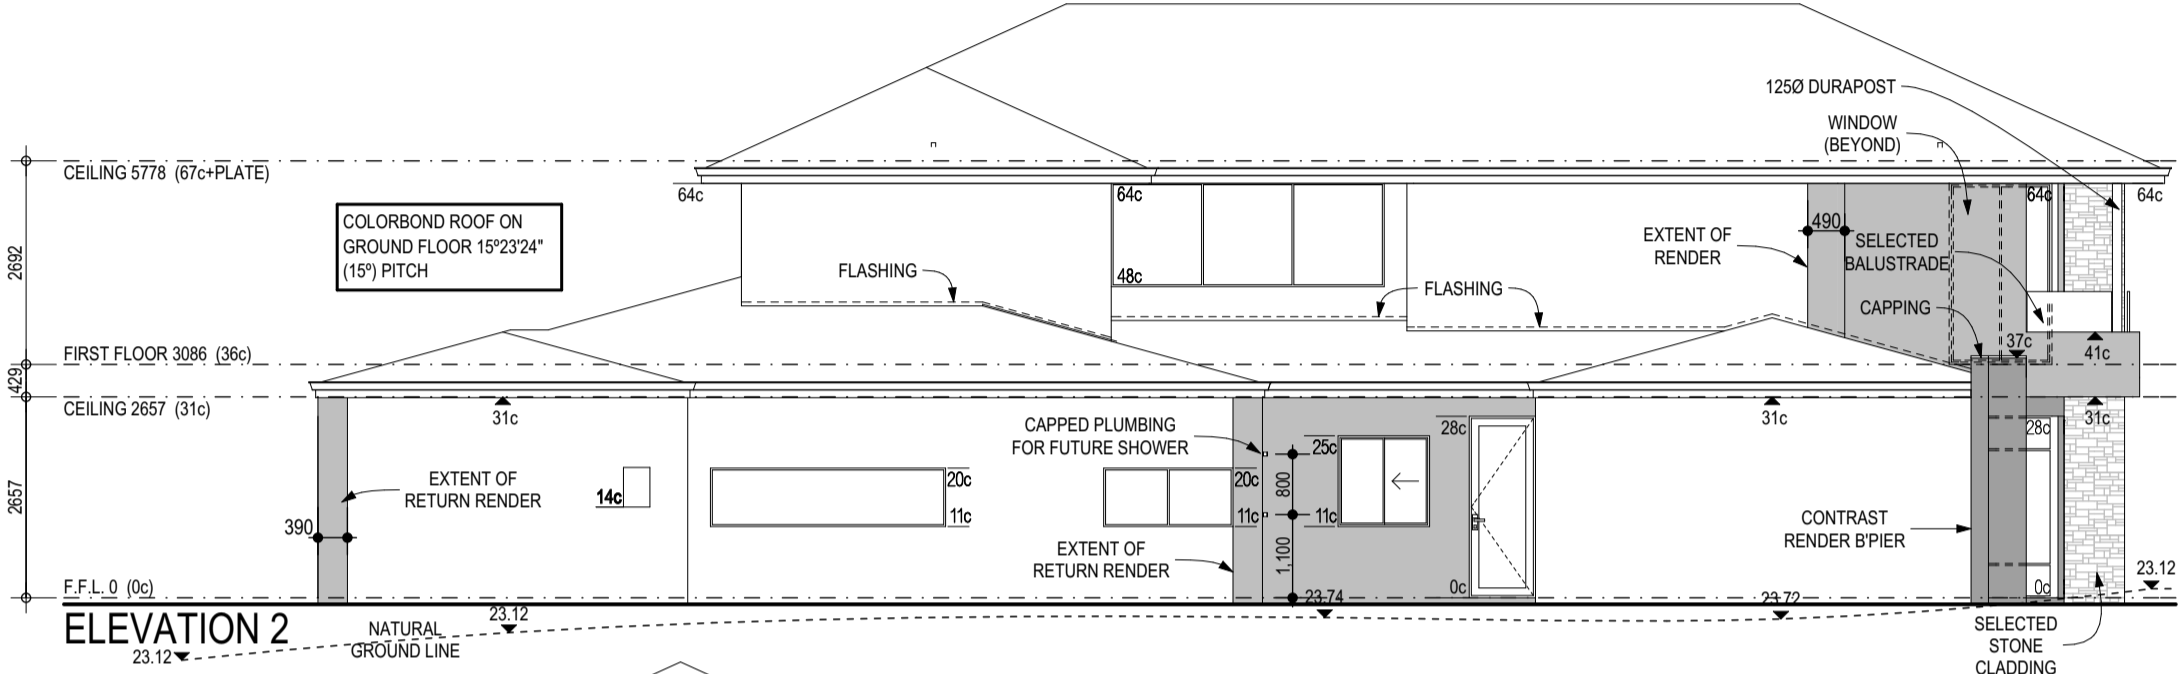 125Ø DURAPOST
WINDOW
(BEYOND)
CEILING 5778 (67c+PLATE)
64c
64c
64c
64c
COLORBOND ROOF ON
GROUND FLOOR 15º23'24"
(15º) PITCH
490
EXTENT OF
RENDER
SELECTED
BALUSTRADE
2692
FLASHING
48c
FLASHING
CAPPING
37c
41c
FIRST FLOOR 3086 (36c)
429
CEILING 2657 (31c)
31c
31c
31c
CAPPED PLUMBING
FOR FUTURE SHOWER
25c
28c
28c
EXTENT OF
RETURN RENDER
14c
20c
20c
800
2657
11c
11c
11c
390
CONTRAST
RENDER B'PIER
EXTENT OF
RETURN RENDER
1,100
F.F.L. 0 (0c)
0c
0c
23.12
ELEVATION 2
23.12
23.74
23.72
NATURAL
GROUND LINE
23.12
SELECTED
STONE
CLADDING